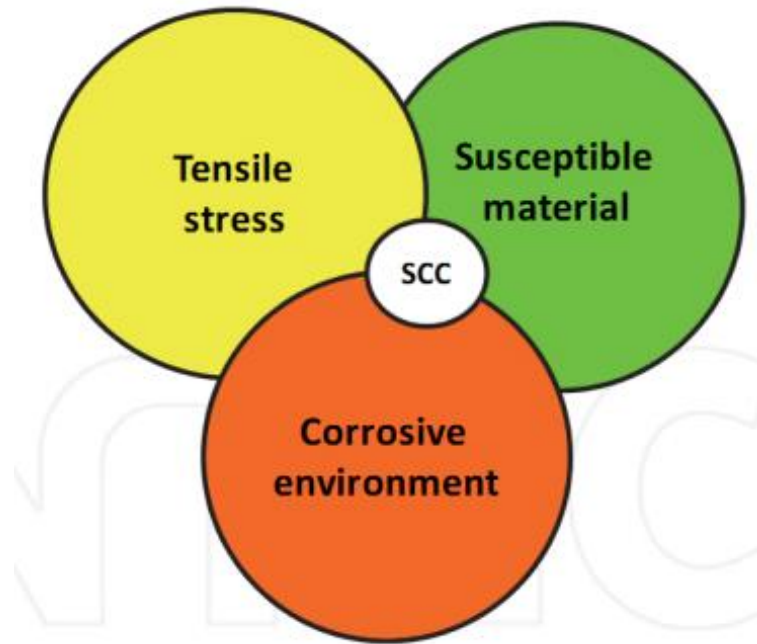 Tensile
stress
Susceptible
material
SCC
Corrosive
environment